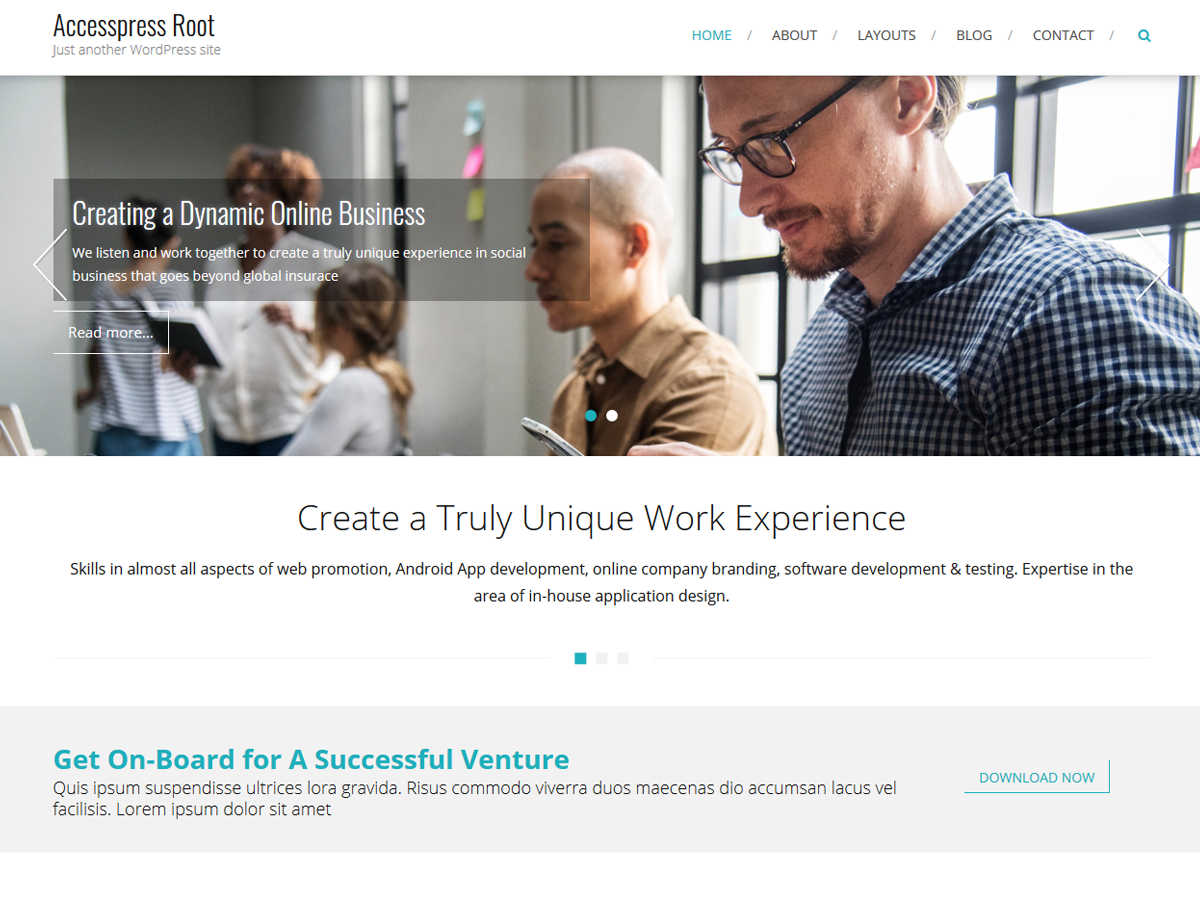 Accesspress Root
Just another WordPress site
HOME / ABOUT / LAYOUTS / BLOG / CONTACT /
Creating a Dynamic Online Business
We listen and work together to create a truly unique experience in social
business that goes beyond global insurace
Read more...
Create a Truly Unique Work Experience
Skills in almost all aspects of web promotion, Android App development, online company branding, software development & testing. Expertise in the
area of in-house application design.
Get On-Board for A Successful Venture
Quis ipsum suspendisse ultrices lora gravida. Risus commodo viverra duos maecenas dio accumsan lacus vel
facilisis. Lorem ipsum dolor sit amet
DOWNLOAD NOW